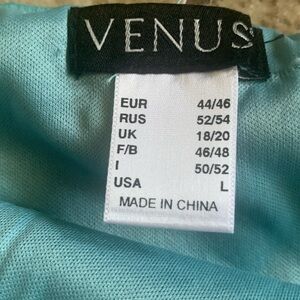 VENUS
EUR 44/46
RUS 52/54
UK 18/20
F/B 46/48
I 50/52
USA L
MADE IN CHINA